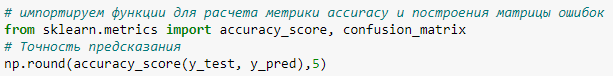 # импортируем функции для расчета метрики accuracy и построения матрицы ошибок
from sklearn.metrics import accuracy_score, confusion_matrix
# Точность предсказания
np.round(accuracy_score(y_test, y_pred),5)